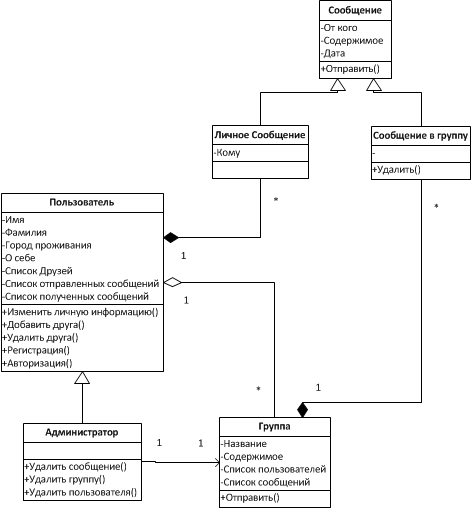 Сообщение
-От кого
-Содержимое
-Дата
+Отправить()
Личное Сообщение
-Кому
Сообщение в группу
-
+Удалить()
*
*
Пользователь
-Имя
-Фамилия
-Город проживания
-О себе
-Список Друзей
-Список отправленных сообщений
-Список полученных сообщений
+Изменить личную информацию()
+Добавить друга()
+Удалить друга()
+Регистрация()
+Авторизация()
1
1
*
1
Администратор
+Удалить сообщение()
+Удалить группу()
+Удалить пользователя()
1
1
Группа
-Название
-Содержимое
-Список пользователей
-Список сообщений
+Отправить()